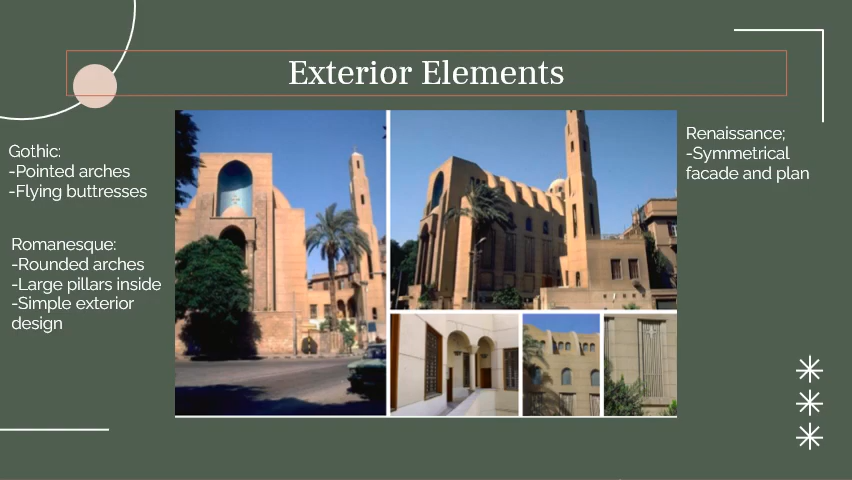 Exterior Elements
Gothic:
-Pointed arches
-Flying buttresses
Romanesque:
-Rounded arches
-Large pillars inside
-Simple exterior
design
Renaissance;
-Symmetrical
facade and plan